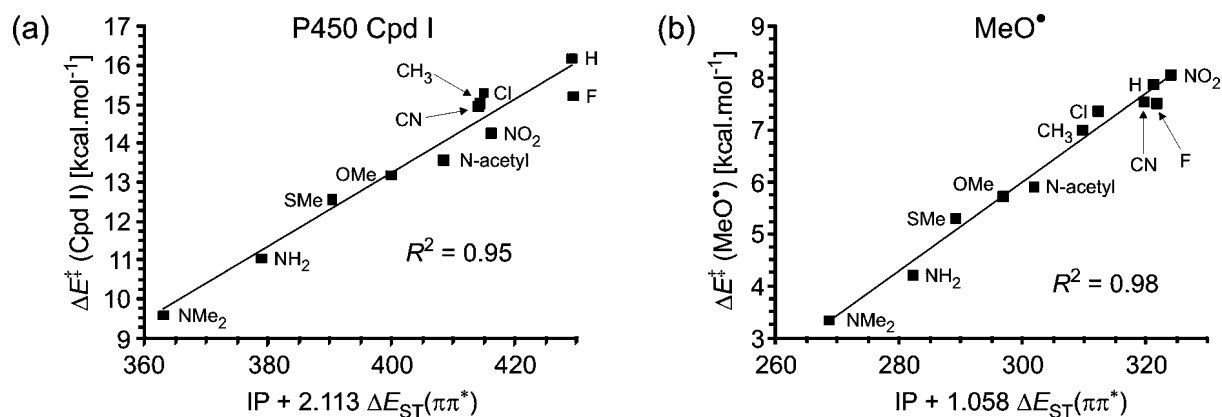 (a)
P450 Cpd I
ΔE‡ (Cpd I) [kcal.mol⁻¹]
17
16
15
14
13
12
11
10
9
H
CH₃
Cl
F
CN
NO₂
N-acetyl
OMe
SMe
NH₂
R² = 0.95
NMe₂
360
380
400
420
IP + 2.113 ΔE_ST(ππ*)
(b)
MeO•
ΔE‡ (MeO•) [kcal.mol⁻¹]
9
8
7
6
5
4
3
NO₂
H
Cl
CH₃
CN
F
N-acetyl
OMe
SMe
NH₂
R² = 0.98
NMe₂
260
280
300
320
IP + 1.058 ΔE_ST(ππ*)